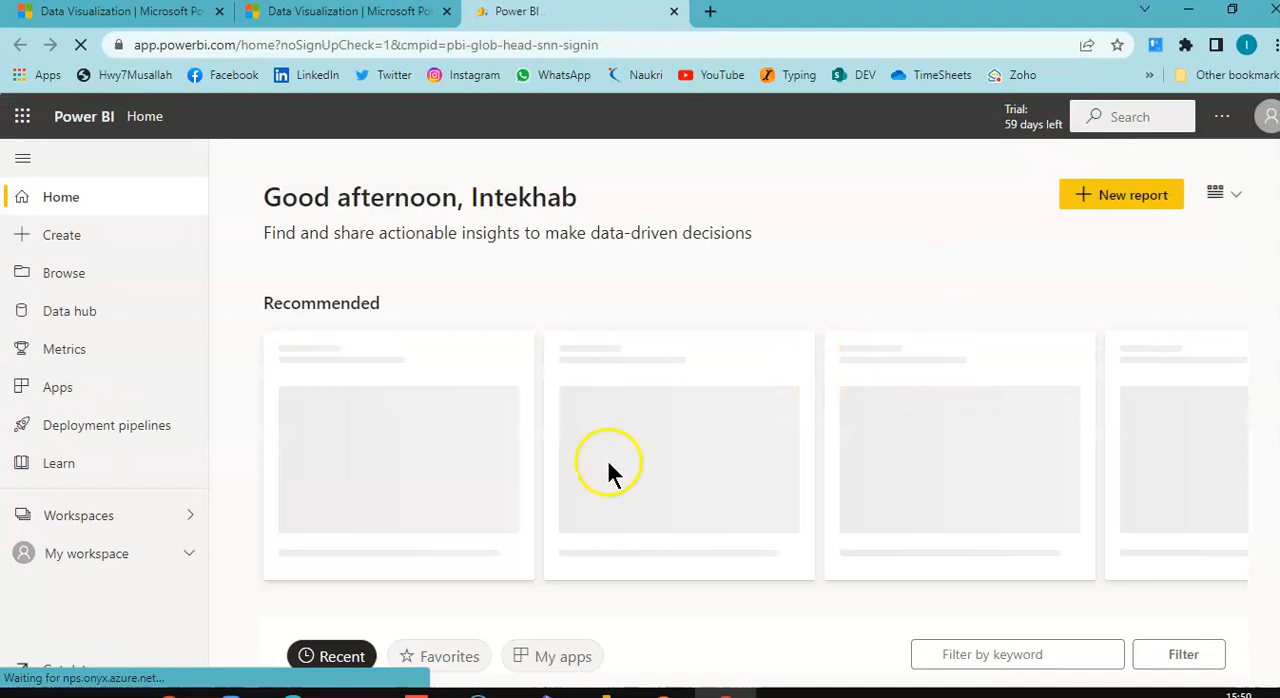 Data Visualization | Microsoft Po
Data Visualization | Microsoft Po
Power BI
app.powerbi.com/home?noSignUpCheck=1&cmpid=pbi-glob-head-snn-signin
Apps
Hwy7Musallah
Facebook
LinkedIn
Twitter
Instagram
WhatsApp
Naukri
YouTube
Typing
DEV
TimeSheets
Zoho
»
Other bookmark
Power BI
Home
Trial:
59 days left
Search
Home
Create
Browse
Data hub
Metrics
Apps
Deployment pipelines
Learn
Workspaces
My workspace
Good afternoon, Intekhab
Find and share actionable insights to make data-driven decisions
New report
Recommended
Recent
Favorites
My apps
Filter by keyword
Filter
Waiting for nps.onyx.azure.net...
15:50